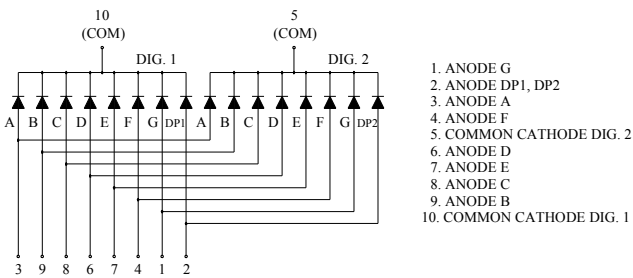 10
(COM)
5
(COM)
DIG. 1
DIG. 2
A B C D E F G DP1 A B C D E F G DP2
3 9 8 6 7 4 1 2
1. ANODE G
2. ANODE DP1, DP2
3. ANODE A
4. ANODE F
5. COMMON CATHODE DIG. 2
6. ANODE D
7. ANODE E
8. ANODE C
9. ANODE B
10. COMMON CATHODE DIG. 1